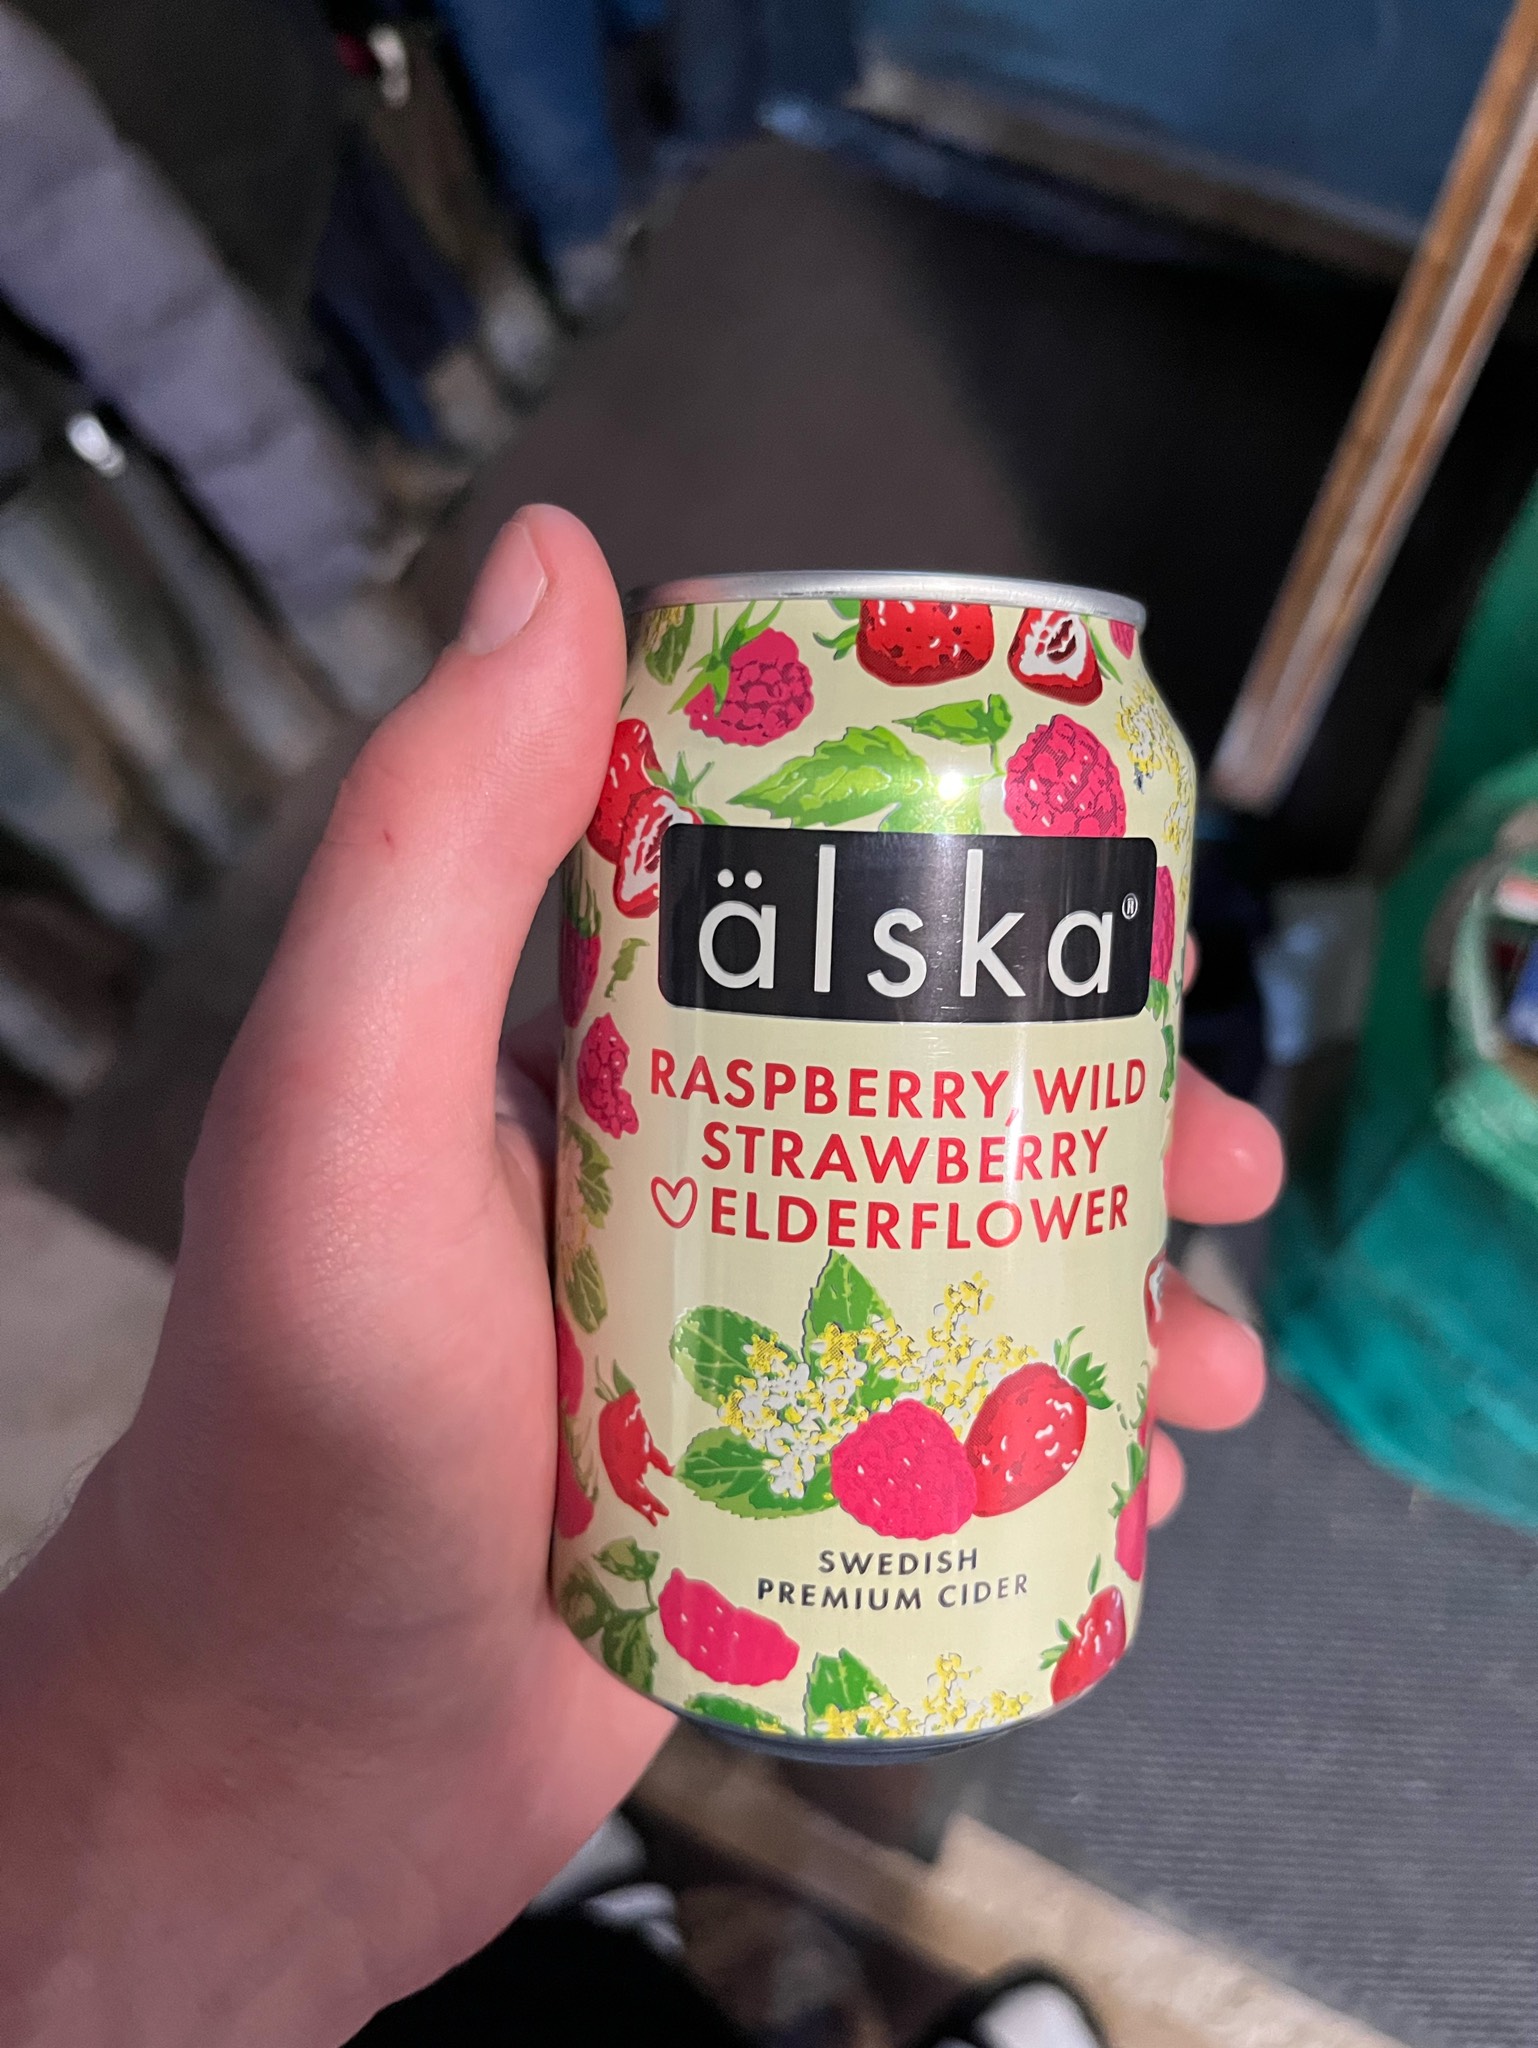 älska®
RASPBERRY, WILD
STRAWBERRY
♡ ELDERFLOWER
SWEDISH
PREMIUM CIDER